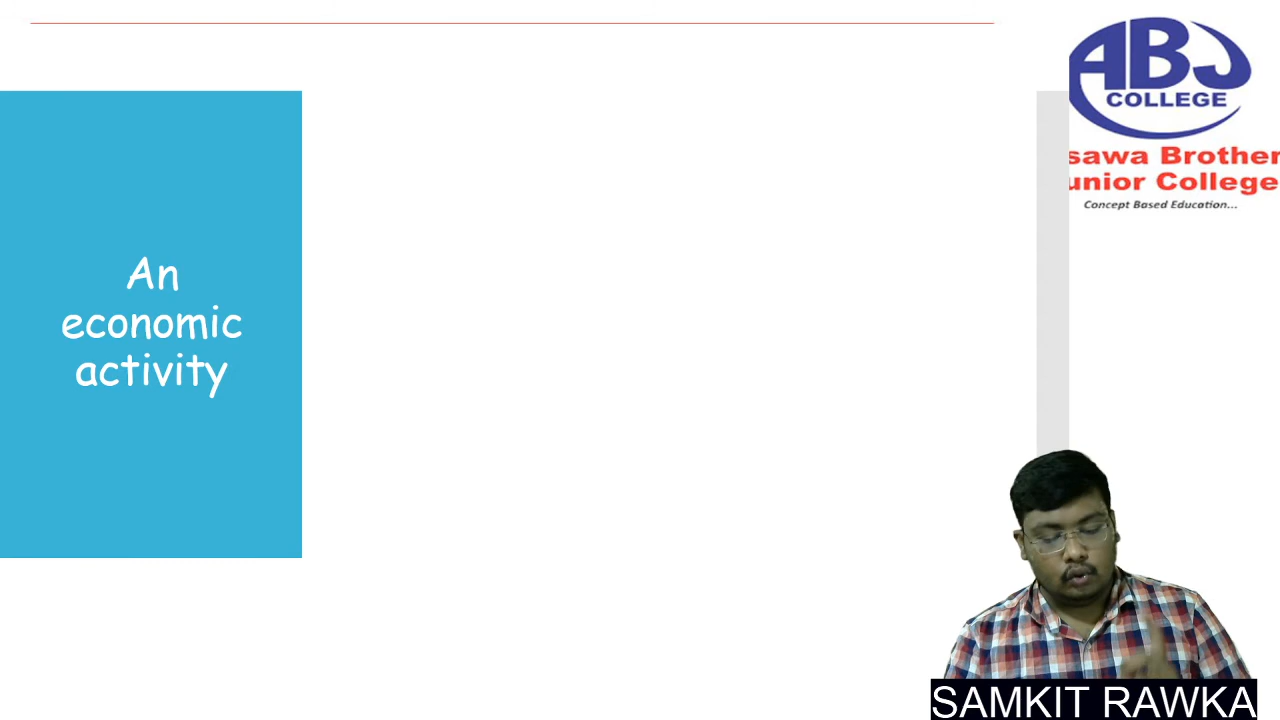 ABJ
COLLEGE
sawa Brother
unior College
Concept Based Education...
An
economic
activity
SAMKIT RAWKA